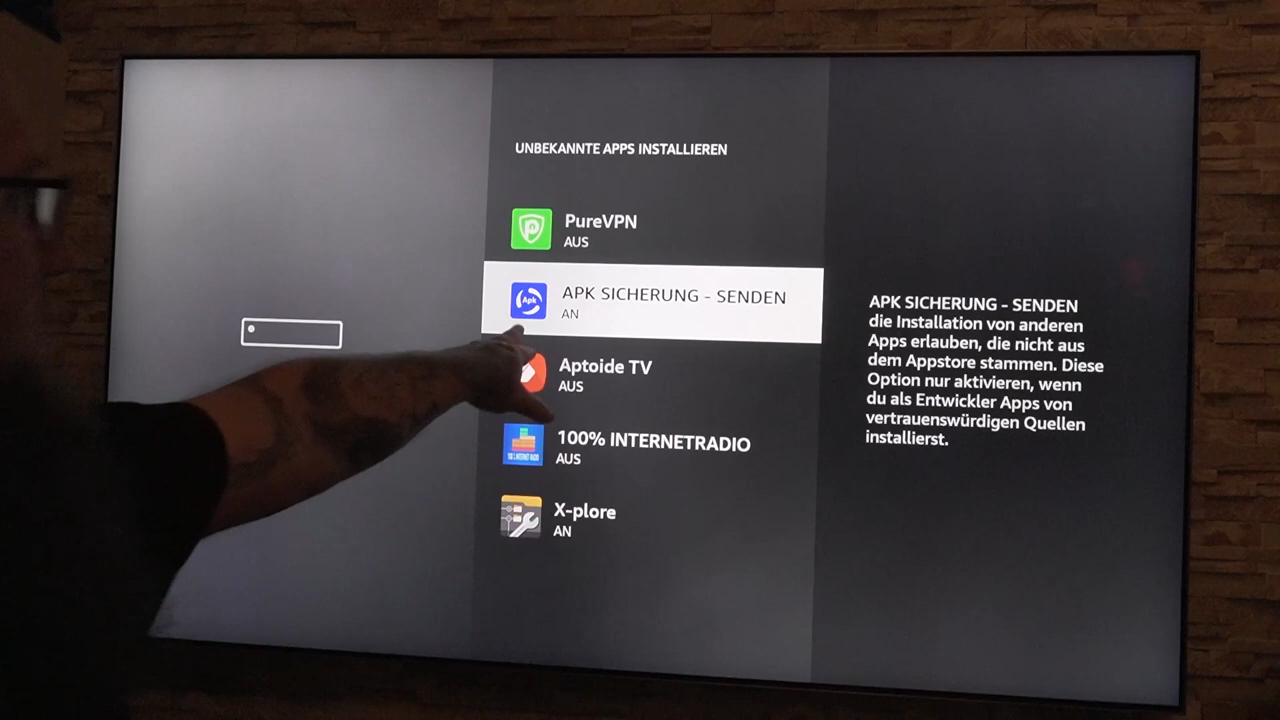 UNBEKANNTE APPS INSTALLIEREN
PureVPN
AUS
Apk
APK SICHERUNG - SENDEN
AN
Aptoide TV
AUS
100% INTERNETRADIO
AUS
X-plore
AN
APK SICHERUNG - SENDEN
die Installation von anderen
Apps erlauben, die nicht aus
dem Appstore stammen. Diese
Option nur aktivieren, wenn
du als Entwickler Apps von
vertrauenswürdigen Quellen
installierst.